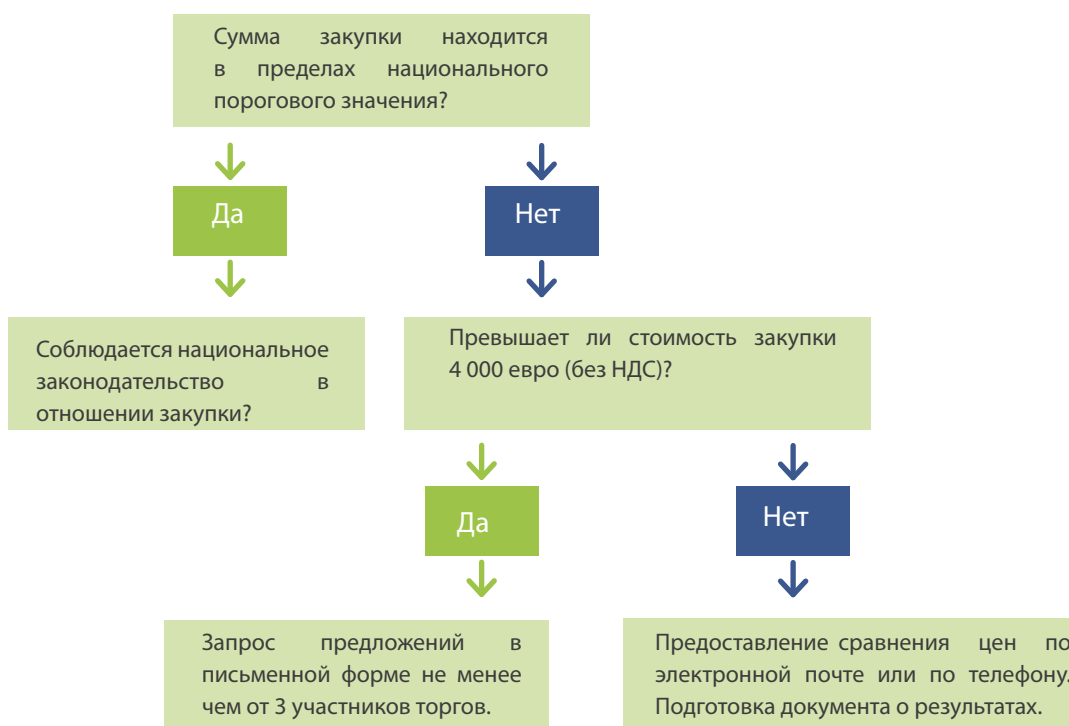 Сумма закупки находится
в пределах национального
порогового значения?
Да
Нет
Соблюдается национальное
законодательство в
отношении закупки?
Превышает ли стоимость закупки
4 000 евро (без НДС)?
Да
Нет
Запрос предложений в
письменной форме не менее
чем от 3 участников торгов.
Предоставление сравнения цен по
электронной почте или по телефону.
Подготовка документа о результатах.